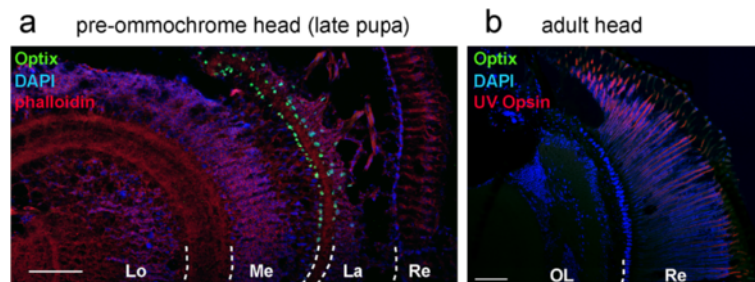 a pre-ommochrome head (late pupa)
Optix
DAPI
phalloidin
Lo Me La Re
b adult head
Optix
DAPI
UV Opsin
OL Re